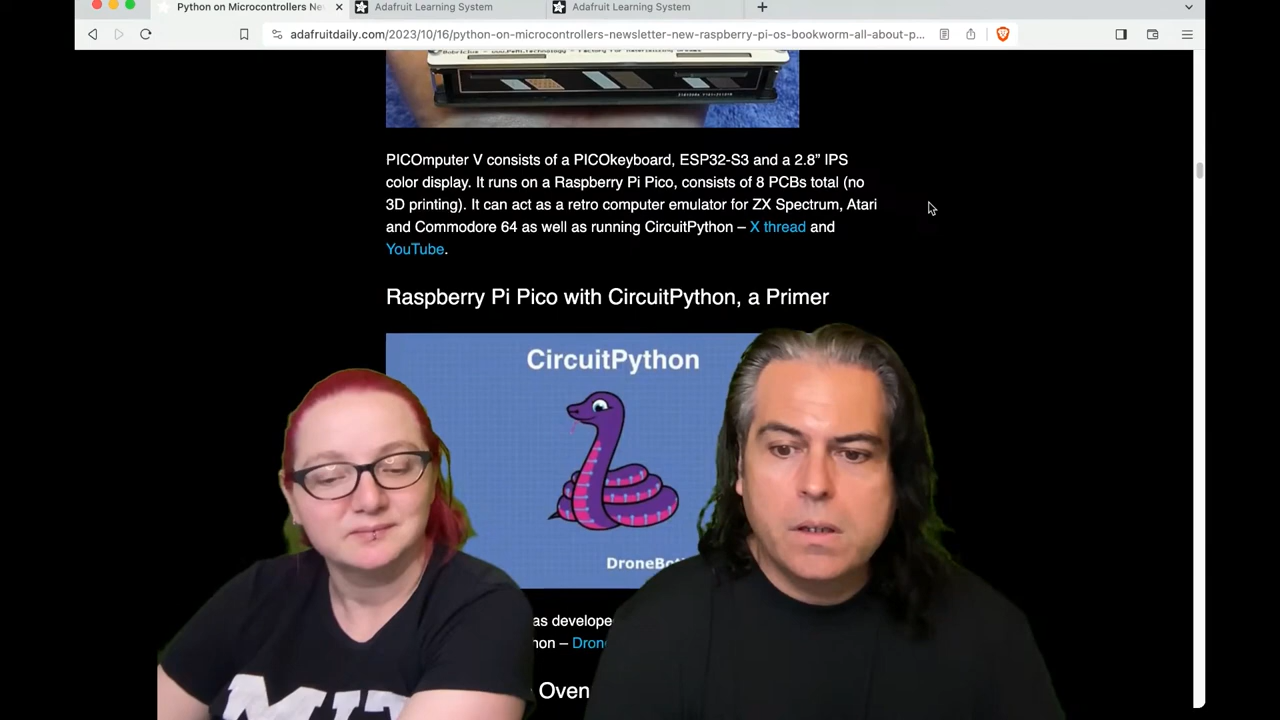 Python on Microcontrollers Ne
Adafruit Learning System
Adafruit Learning System
adafruitdaily.com/2023/10/16/python-on-microcontrollers-newsletter-new-raspberry-pi-os-bookworm-all-about-p...
PICOmputer V consists of a PICOkeyboard, ESP32-S3 and a 2.8” IPS
color display. It runs on a Raspberry Pi Pico, consists of 8 PCBs total (no
3D printing). It can act as a retro computer emulator for ZX Spectrum, Atari
and Commodore 64 as well as running CircuitPython – X thread and
YouTube.
Raspberry Pi Pico with CircuitPython, a Primer
CircuitPython
DroneBot
as develope
hon – Drone
Oven
MIT